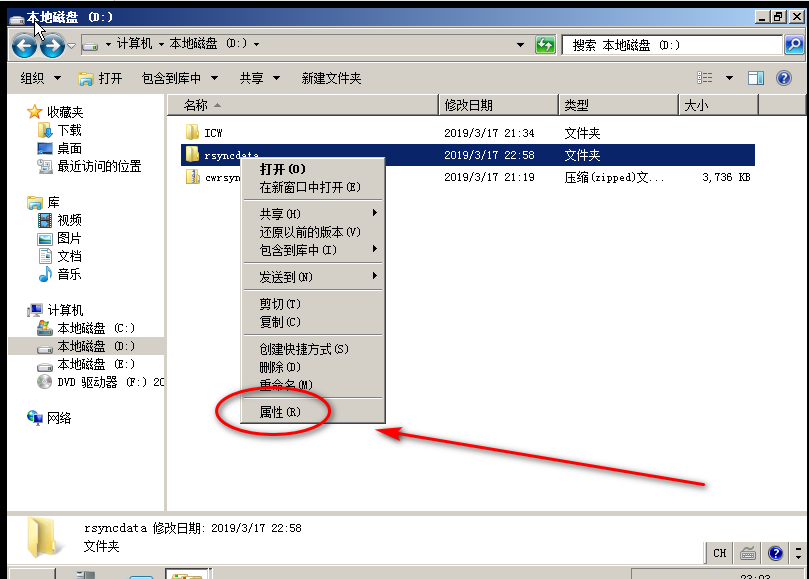 本地磁盘 (D:)
计算机 本地磁盘 (D:)
搜索 本地磁盘 (D:)
组织 打开 包含到库中 共享 新建文件夹
收藏夹
下载
桌面
最近访问的位置
库
视频
图片
文档
音乐
计算机
本地磁盘 (C:)
本地磁盘 (D:)
本地磁盘 (E:)
DVD 驱动器 (F:) 20
网络
名称 修改日期 类型 大小
ICW 2019/3/17 21:34 文件夹
rsyncdata 2019/3/17 22:58 文件夹
cwrsyn 2019/3/17 21:19 压缩(zipped)文... 3,736 KB
打开(O)
在新窗口中打开(E)
共享(H)
还原以前的版本(V)
包含到库中(I)
发送到(N)
剪切(T)
复制(C)
创建快捷方式(S)
删除(D)
重命名(M)
属性(R)
rsyncdata 修改日期: 2019/3/17 22:58
文件夹
CH
23:03